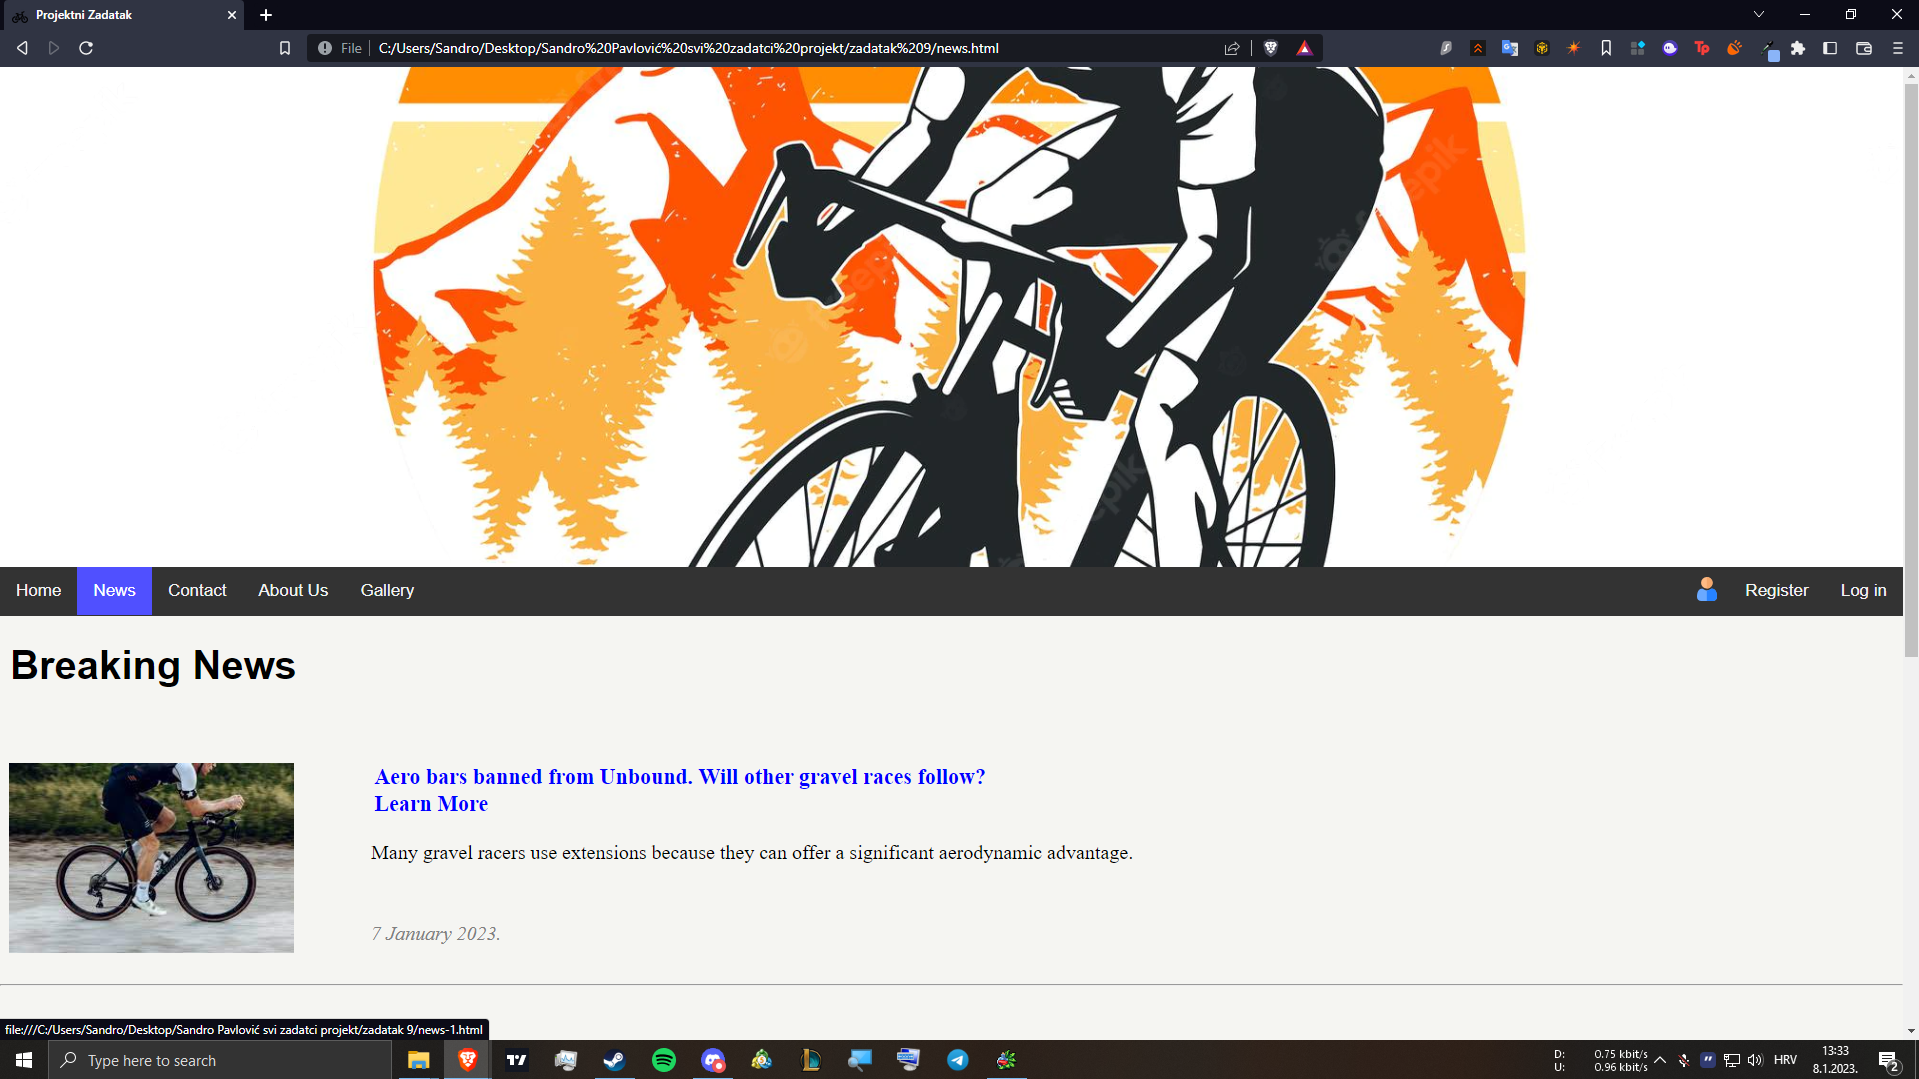 Projektni Zadatak
File
C:/Users/Sandro/Desktop/Sandro%20Pavlović%20svi%20zadatci%20projekt/zadatak%209/news.html
Tp
freepik
freepik
Home
News
Contact
About Us
Gallery
Register
Log in
Breaking News
Aero bars banned from Unbound. Will other gravel races follow?
Learn More
Many gravel racers use extensions because they can offer a significant aerodynamic advantage.
7 January 2023.
file:///C:/Users/Sandro/Desktop/Sandro Pavlović svi zadatci projekt/zadatak 9/news-1.html
Type here to search
D: 0.75 kbit/s
U: 0.96 kbit/s
HRV
13:33
8.1.2023.
2